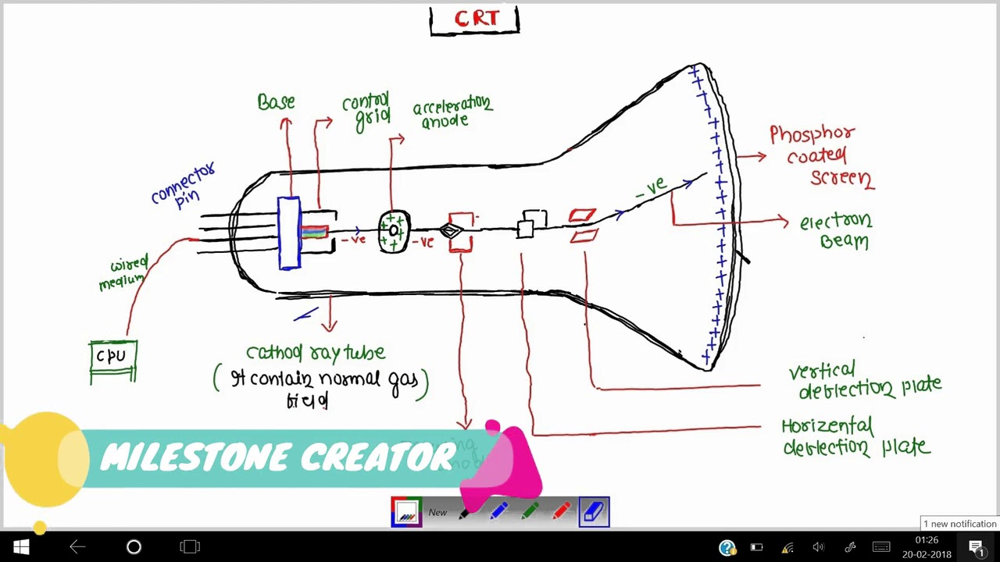 CRT
Base
control
grid
acceleration
anode
connector
pin
Phosphor
coated
screen
-ve
electron
Beam
-ve
-ve
wired
medium
CPU
cathod ray tube
(It contain normal gas
field)
vertical
deflection plate
Horizental
deflection plate
MILESTONE CREATOR
New
1 new notification
01:26
20-02-2018
1